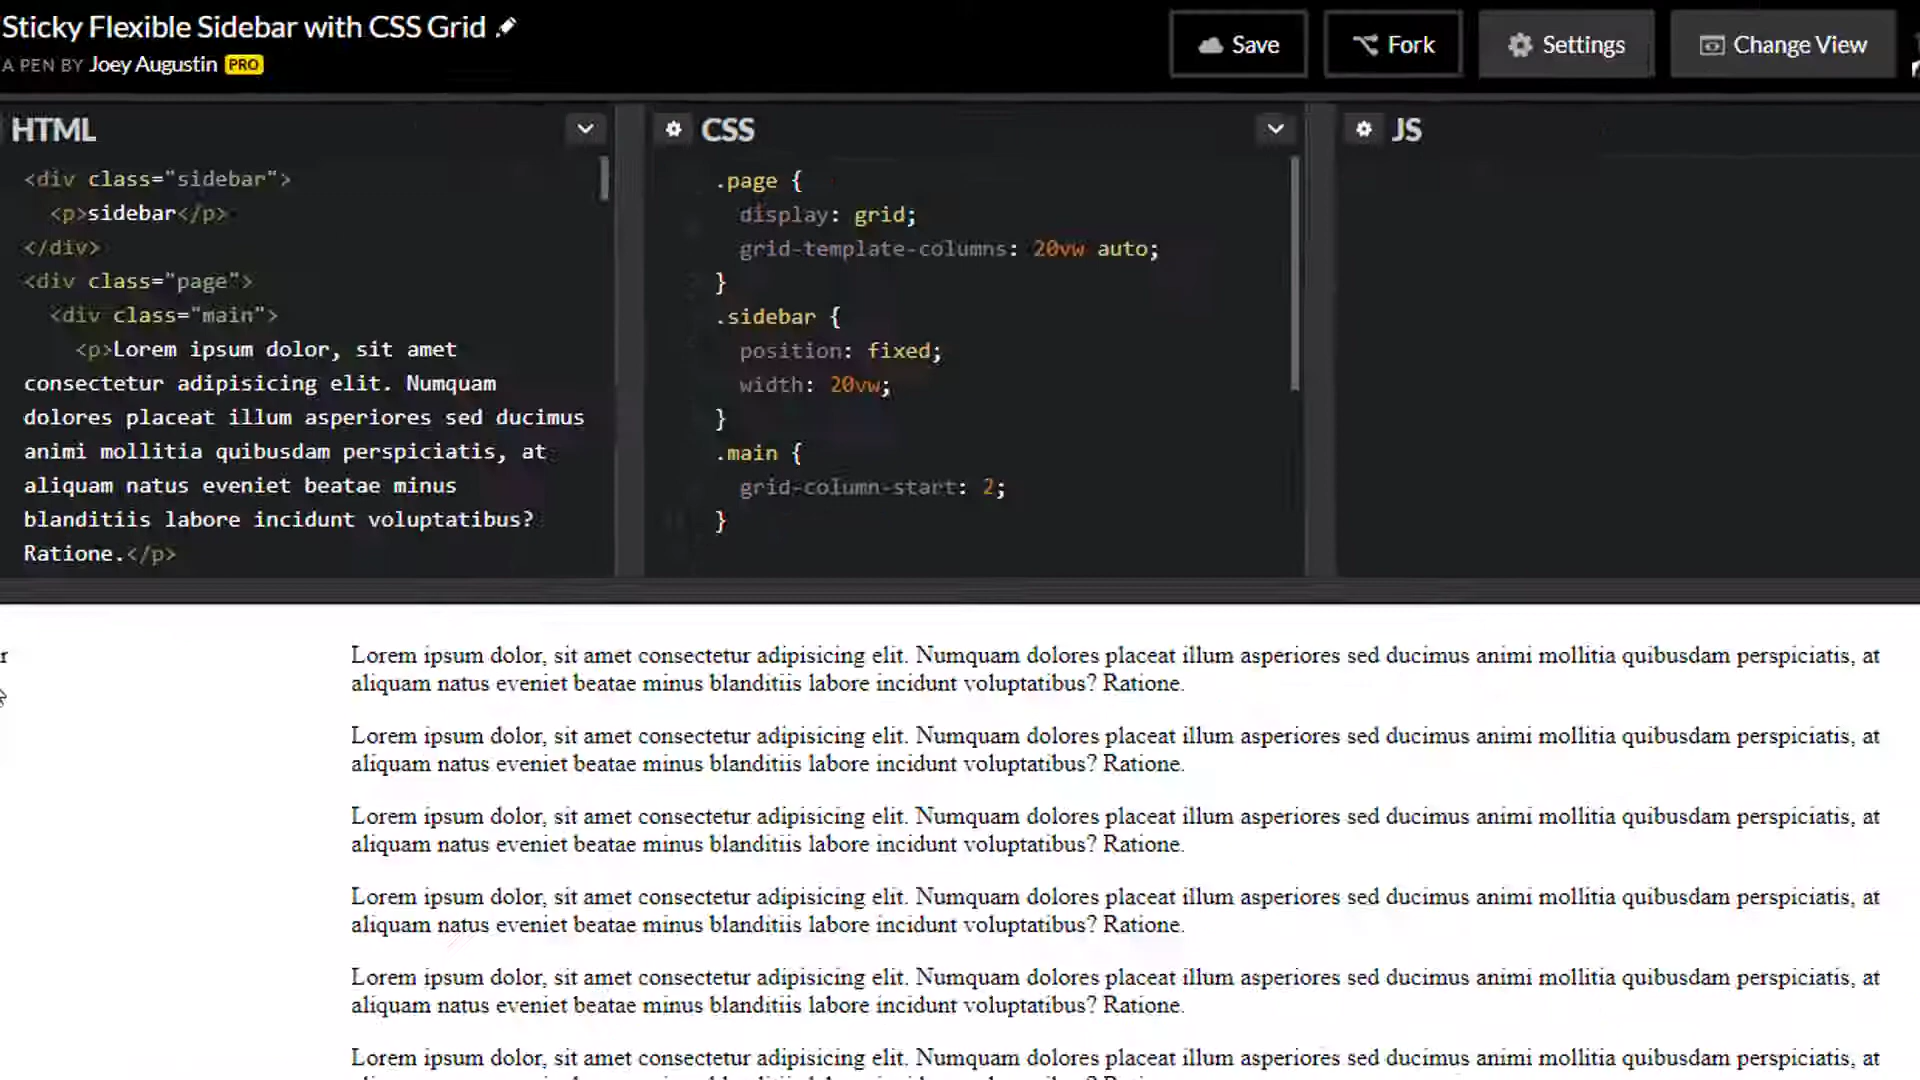 Sticky Flexible Sidebar with CSS Grid
A PEN BY Joey Augustin PRO
Save
Fork
Settings
Change View
HTML
<div class="sidebar">
<p>sidebar</p>
</div>
<div class="page">
<div class="main">
<p>Lorem ipsum dolor, sit amet
consectetur adipisicing elit. Numquam
dolores placeat illum asperiores sed ducimus
animi mollitia quibusdam perspiciatis, at
aliquam natus eveniet beatae minus
blanditiis labore incidunt voluptatibus?
Ratione.</p>
CSS
.page {
display: grid;
grid-template-columns: 20vw auto;
}
.sidebar {
position: fixed;
width: 20vw;
}
.main {
grid-column-start: 2;
}
JS
r
Lorem ipsum dolor, sit amet consectetur adipisicing elit. Numquam dolores placeat illum asperiores sed ducimus animi mollitia quibusdam perspiciatis, at
aliquam natus eveniet beatae minus blanditiis labore incidunt voluptatibus? Ratione.
Lorem ipsum dolor, sit amet consectetur adipisicing elit. Numquam dolores placeat illum asperiores sed ducimus animi mollitia quibusdam perspiciatis, at
aliquam natus eveniet beatae minus blanditiis labore incidunt voluptatibus? Ratione.
Lorem ipsum dolor, sit amet consectetur adipisicing elit. Numquam dolores placeat illum asperiores sed ducimus animi mollitia quibusdam perspiciatis, at
aliquam natus eveniet beatae minus blanditiis labore incidunt voluptatibus? Ratione.
Lorem ipsum dolor, sit amet consectetur adipisicing elit. Numquam dolores placeat illum asperiores sed ducimus animi mollitia quibusdam perspiciatis, at
aliquam natus eveniet beatae minus blanditiis labore incidunt voluptatibus? Ratione.
Lorem ipsum dolor, sit amet consectetur adipisicing elit. Numquam dolores placeat illum asperiores sed ducimus animi mollitia quibusdam perspiciatis, at
aliquam natus eveniet beatae minus blanditiis labore incidunt voluptatibus? Ratione.
Lorem ipsum dolor, sit amet consectetur adipisicing elit. Numquam dolores placeat illum asperiores sed ducimus animi mollitia quibusdam perspiciatis, at